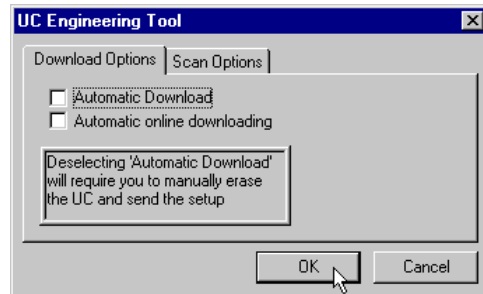 UC Engineering Tool
Download Options
Scan Options
Automatic Download
Automatic online downloading
Deselecting 'Automatic Download'
will require you to manually erase
the UC and send the setup
OK
Cancel